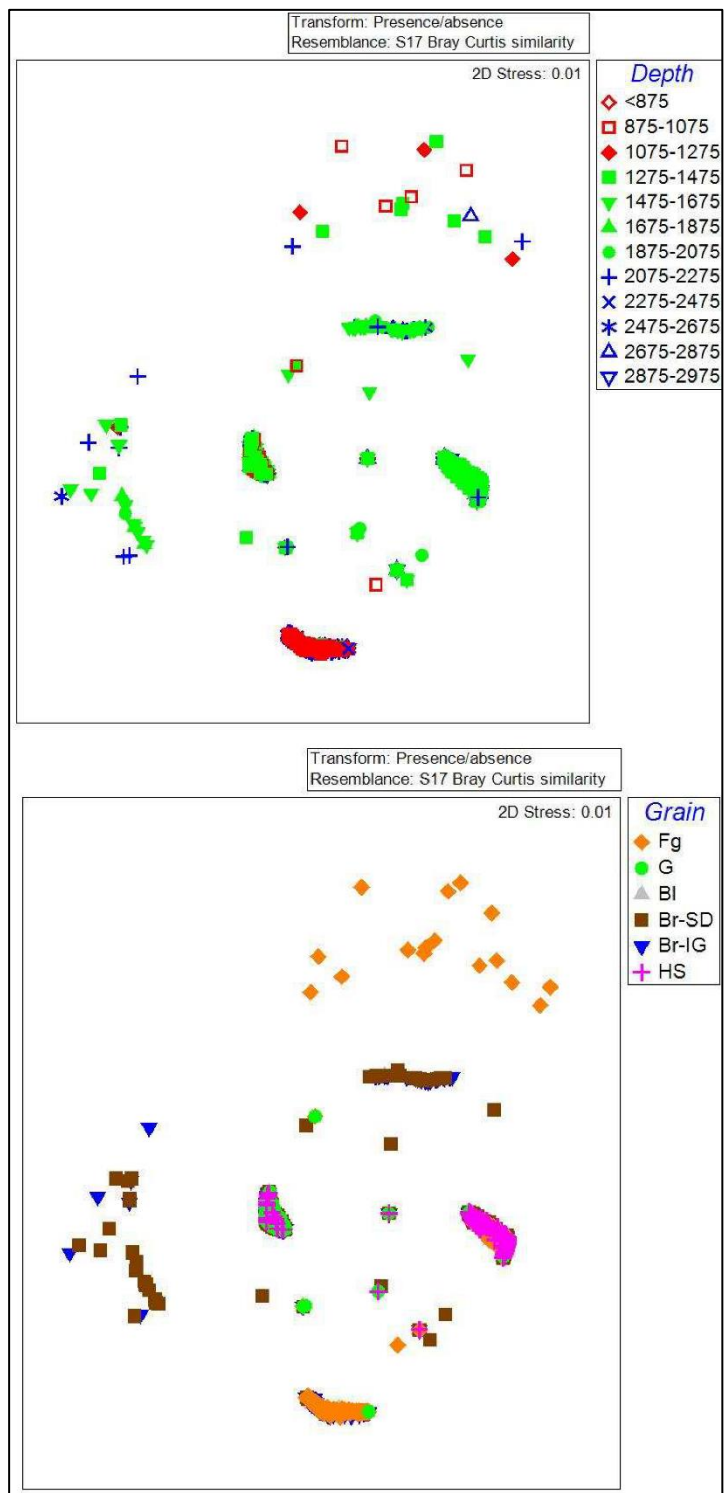 Transform: Presence/absence
Resemblance: S17 Bray Curtis similarity
2D Stress: 0.01
Depth
<875
875-1075
1075-1275
1275-1475
1475-1675
1675-1875
1875-2075
2075-2275
2275-2475
2475-2675
2675-2875
2875-2975
Transform: Presence/absence
Resemblance: S17 Bray Curtis similarity
2D Stress: 0.01
Grain
Fg
G
Bl
Br-SD
Br-IG
HS